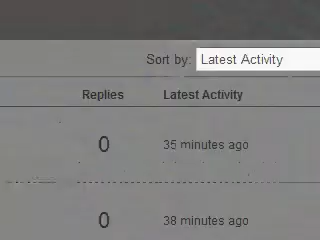 Sort by: Latest Activity
Replies Latest Activity
0 35 minutes ago
0 38 minutes ago